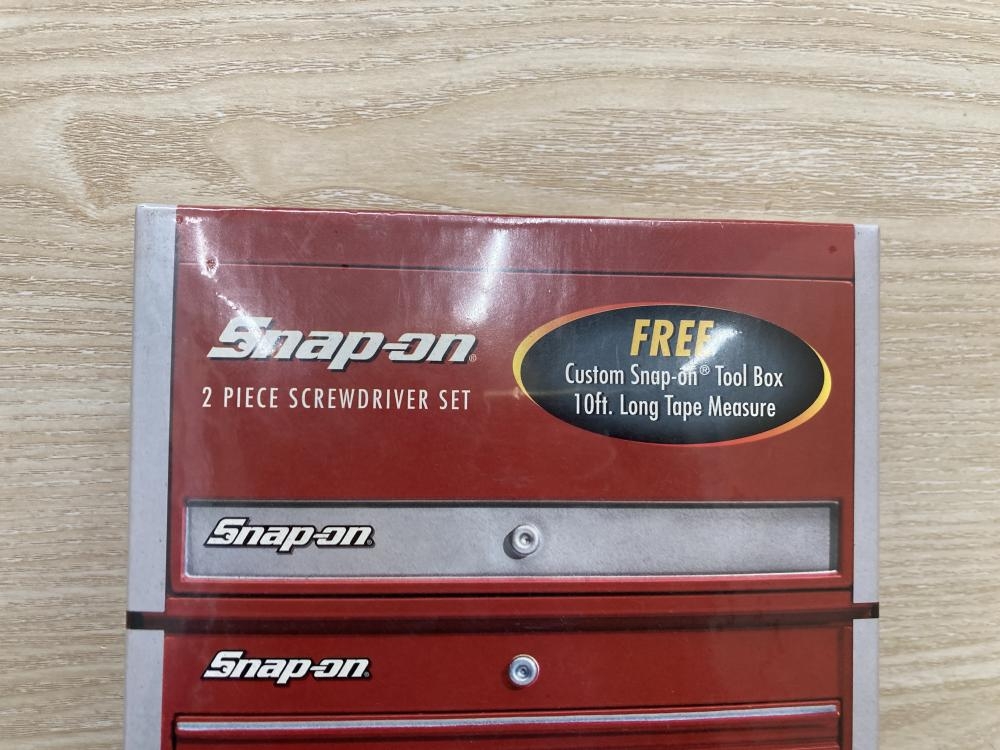 Snap-on®
2 PIECE SCREWDRIVER SET
FREE
Custom Snap-on® Tool Box
10ft. Long Tape Measure
Snap-on®
Snap-on®